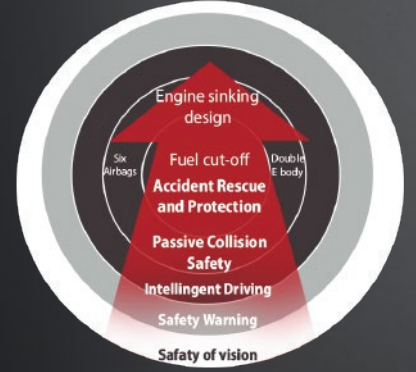 Engine sinking
design
Six
Airbags
Fuel cut-off
Double
E body
Accident Rescue
and Protection
Passive Collision
Safety
Intellingent Driving
Safety Warning
Safaty of vision